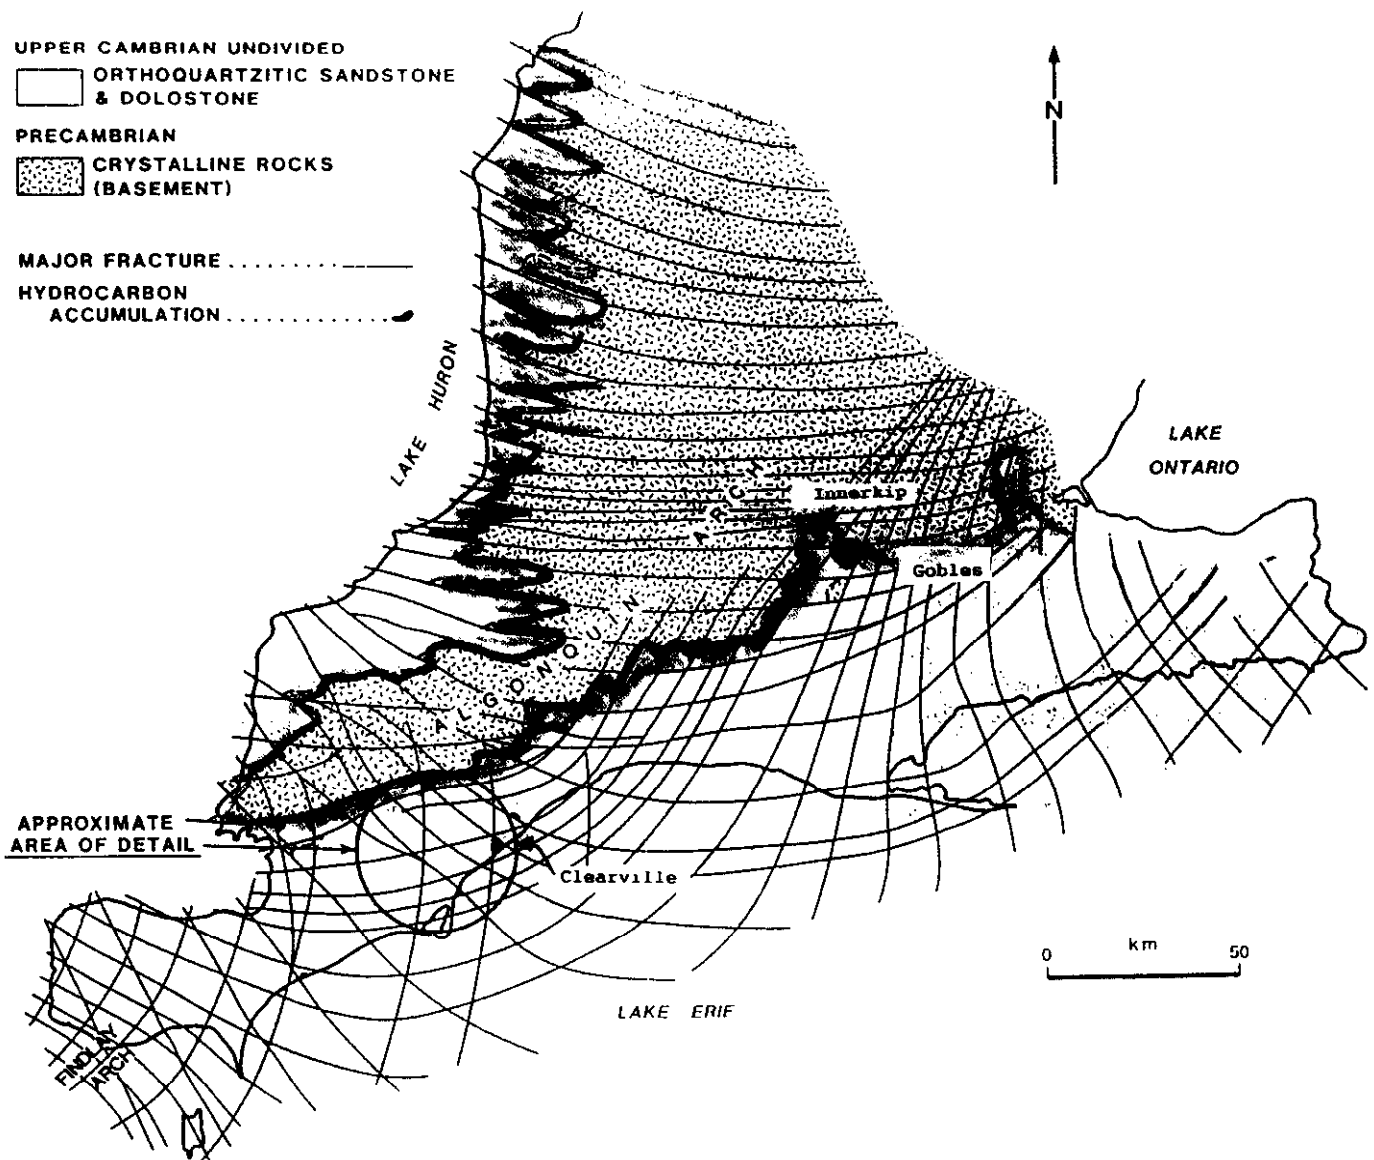 UPPER CAMBRIAN UNDIVIDED
ORTHOQUARTZITIC SANDSTONE
& DOLOSTONE
PRECAMBRIAN
CRYSTALLINE ROCKS
(BASEMENT)
MAJOR FRACTURE
HYDROCARBON
ACCUMULATION
N
LAKE HURON
LAKE
ONTARIO
ARCH
Innerkip
Gobles
ALGONQUIN
APPROXIMATE
AREA OF DETAIL
Clearville
0 km 50
LAKE ERIE
FINDLAY
ARCH